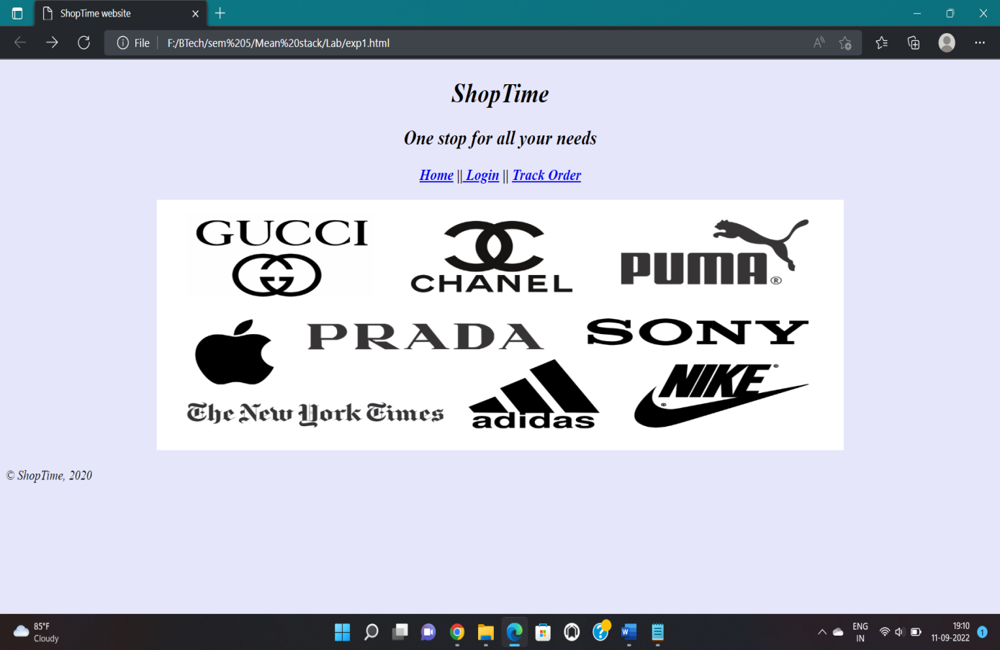 ShopTime website
File F:/BTech/sem%205/Mean%20stack/Lab/exp1.html
ShopTime
One stop for all your needs
Home || Login || Track Order
GUCCI
CHANEL
PUMA®
PRADA
SONY
NIKE®
®
The New York Times
adidas
© ShopTime, 2020
85°F
Cloudy
ENG
IN
19:10
11-09-2022
1